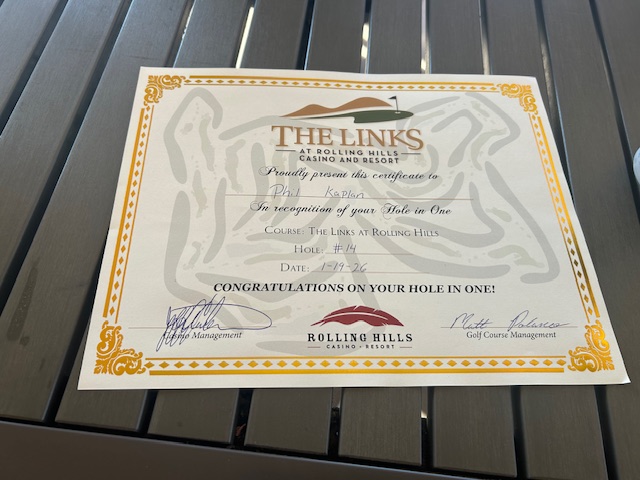 THE LINKS
AT ROLLING HILLS
CASINO AND RESORT
Proudly present this certificate to
Phil Kaplan
In recognition of your Hole in One
COURSE: THE LINKS AT ROLLING HILLS
HOLE: #14
DATE: 1-19-26
CONGRATULATIONS ON YOUR HOLE IN ONE!
Casino Management
ROLLING HILLS
CASINO • RESORT
Matt
Golf Course Management